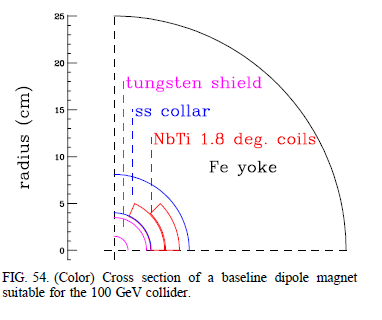 25
20
15
10
5
0
radius (cm)
tungsten shield
ss collar
NbTi 1.8 deg. coils
Fe yoke
FIG. 54. (Color) Cross section of a baseline dipole magnet
suitable for the 100 GeV collider.